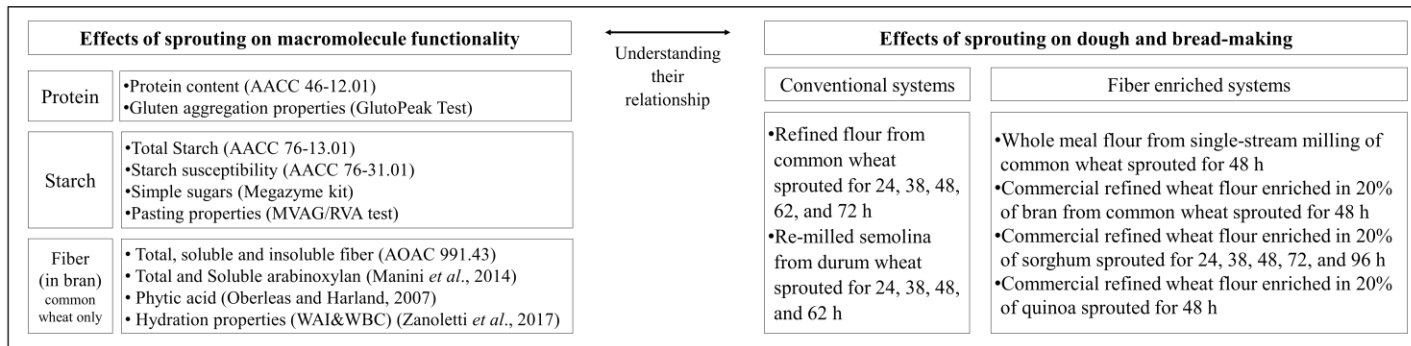 Effects of sprouting on macromolecule functionality
Protein
•Protein content (AACC 46-12.01)
•Gluten aggregation properties (GlutoPeak Test)
Starch
•Total Starch (AACC 76-13.01)
•Starch susceptibility (AACC 76-31.01)
•Simple sugars (Megazyme kit)
•Pasting properties (MVAG/RVA test)
Fiber
(in bran)
common
wheat only
• Total, soluble and insoluble fiber (AOAC 991.43)
• Total and Soluble arabinoxylan (Manini et al., 2014)
• Phytic acid (Oberleas and Harland, 2007)
• Hydration properties (WAI&WBC) (Zanoletti et al., 2017)
Understanding
their
relationship
Effects of sprouting on dough and bread-making
Conventional systems
•Refined flour from
common wheat
sprouted for 24, 38, 48,
62, and 72 h
•Re-milled semolina
from durum wheat
sprouted for 24, 38, 48,
and 62 h
Fiber enriched systems
•Whole meal flour from single-stream milling of
common wheat sprouted for 48 h
•Commercial refined wheat flour enriched in 20%
of bran from common wheat sprouted for 48 h
•Commercial refined wheat flour enriched in 20%
of sorghum sprouted for 24, 38, 48, 72, and 96 h
•Commercial refined wheat flour enriched in 20%
of quinoa sprouted for 48 h